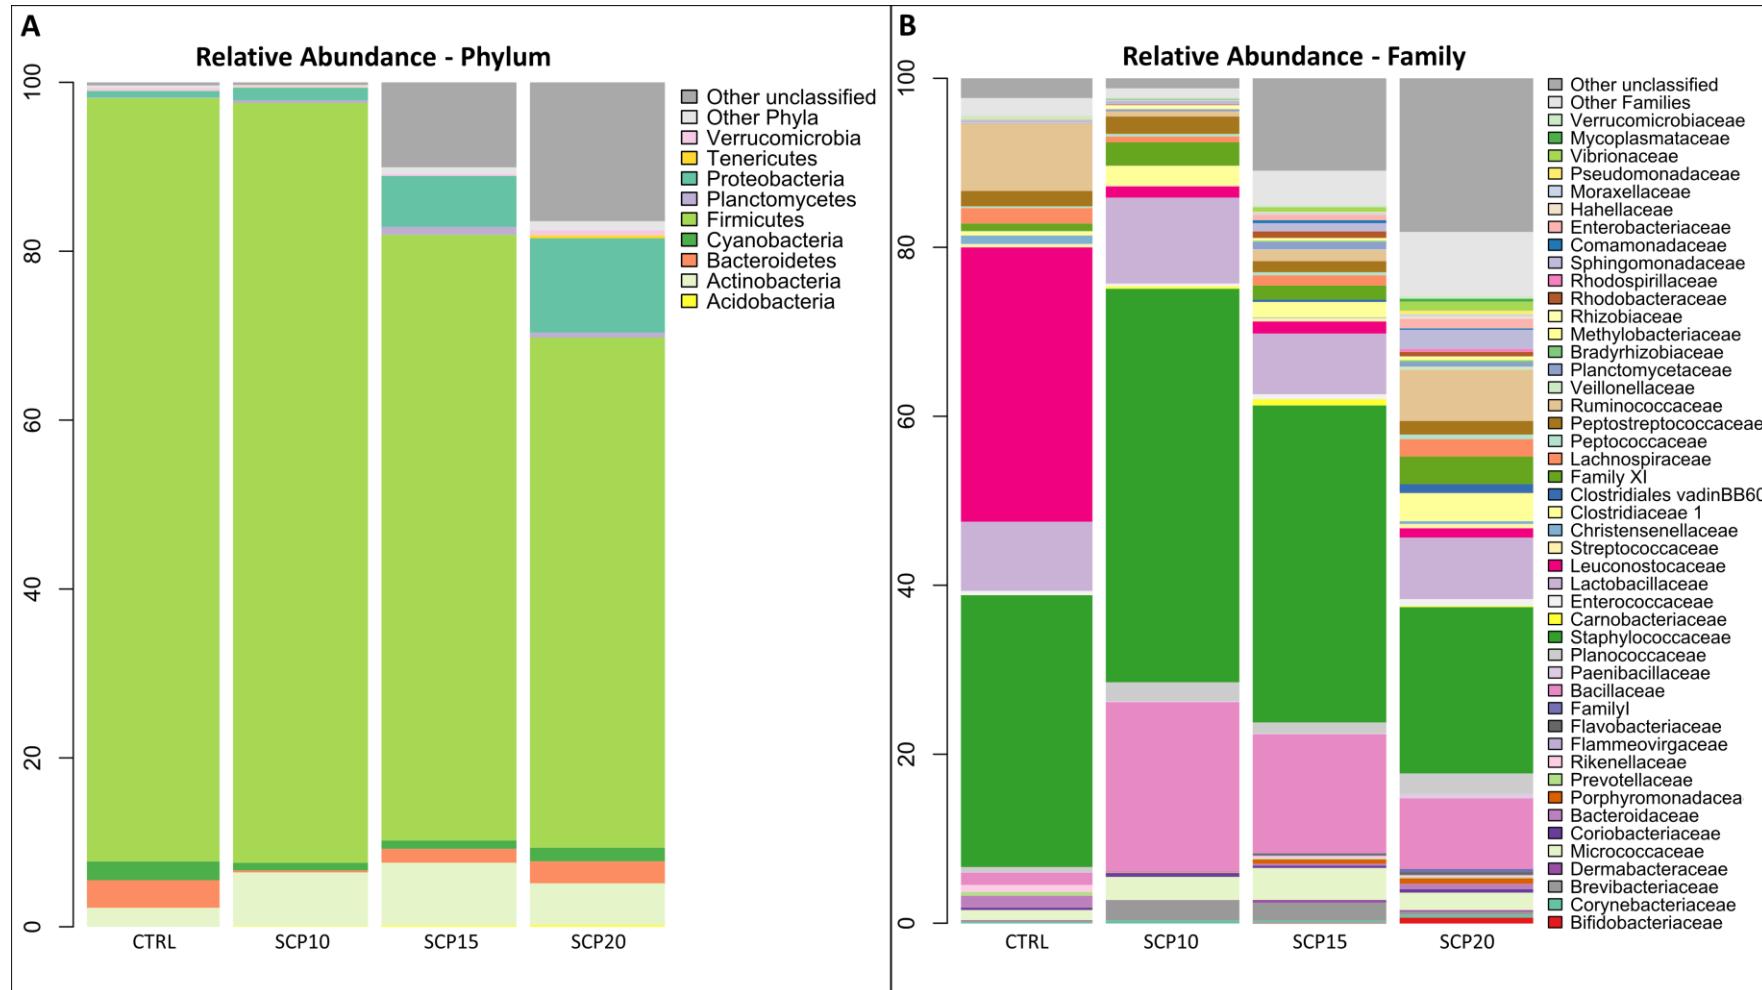 A
Relative Abundance - Phylum
100
80
60
40
20
0
CTRL
SCP10
SCP15
SCP20
Other unclassified
Other Phyla
Verrucomicrobia
Tenericutes
Proteobacteria
Planctomycetes
Firmicutes
Cyanobacteria
Bacteroidetes
Actinobacteria
Acidobacteria
B
Relative Abundance - Family
100
80
60
40
20
0
CTRL
SCP10
SCP15
SCP20
Other unclassified
Other Families
Verrucomicrobiaceae
Mycoplasmataceae
Vibrionaceae
Pseudomonadaceae
Moraxellaceae
Hahellaceae
Enterobacteriaceae
Comamonadaceae
Sphingomonadaceae
Rhodospirillaceae
Rhodobacteraceae
Rhizobiaceae
Methylobacteriaceae
Bradyrhizobiaceae
Planctomycetaceae
Veillonellaceae
Ruminococcaceae
Peptostreptococcaceae
Peptococcaceae
Lachnospiraceae
Family XI
Clostridiales vadinBB60
Clostridiaceae 1
Christensenellaceae
Streptococcaceae
Leuconostocaceae
Lactobacillaceae
Enterococcaceae
Carnobacteriaceae
Staphylococcaceae
Planococcaceae
Paenibacillaceae
Bacillaceae
FamilyI
Flavobacteriaceae
Flammeovirgaceae
Rikenellaceae
Prevotellaceae
Porphyromonadacea
Bacteroidaceae
Coriobacteriaceae
Micrococcaceae
Dermabacteraceae
Brevibacteriaceae
Corynebacteriaceae
Bifidobacteriaceae